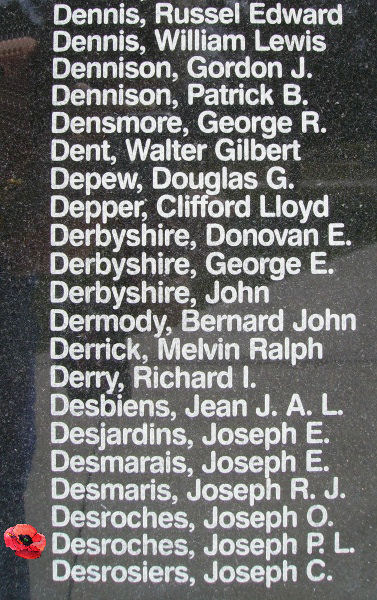 Dennis, Russel Edward
Dennis, William Lewis
Dennison, Gordon J.
Dennison, Patrick B.
Densmore, George R.
Dent, Walter Gilbert
Depew, Douglas G.
Depper, Clifford Lloyd
Derbyshire, Donovan E.
Derbyshire, George E.
Derbyshire, John
Dermody, Bernard John
Derrick, Melvin Ralph
Derry, Richard I.
Desbiens, Jean J. A. L.
Desjardins, Joseph E.
Desmarais, Joseph E.
Desmaris, Joseph R. J.
Desroches, Joseph O.
Desroches, Joseph P. L.
Desrosiers, Joseph C.